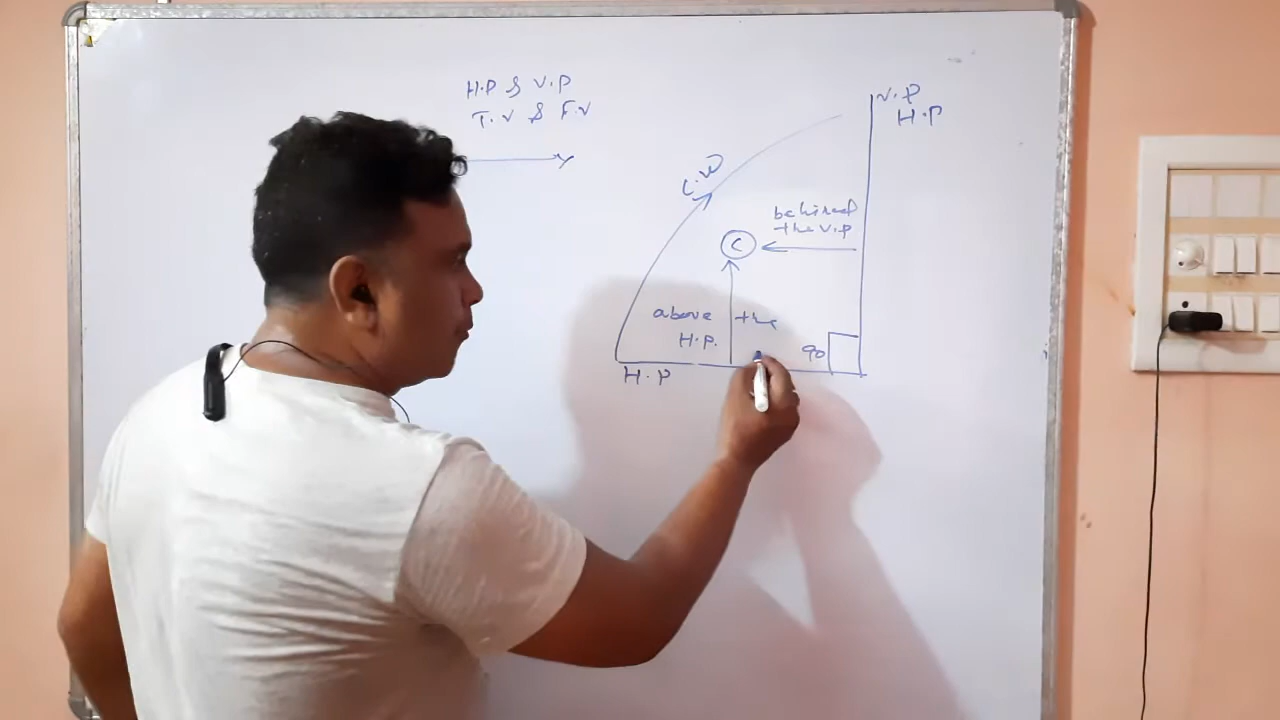 H.P & V.P
T.V & F.V
Y
V.P
H.P
C.W
behind
the V.P
C
above the
H.P.
90
H.P